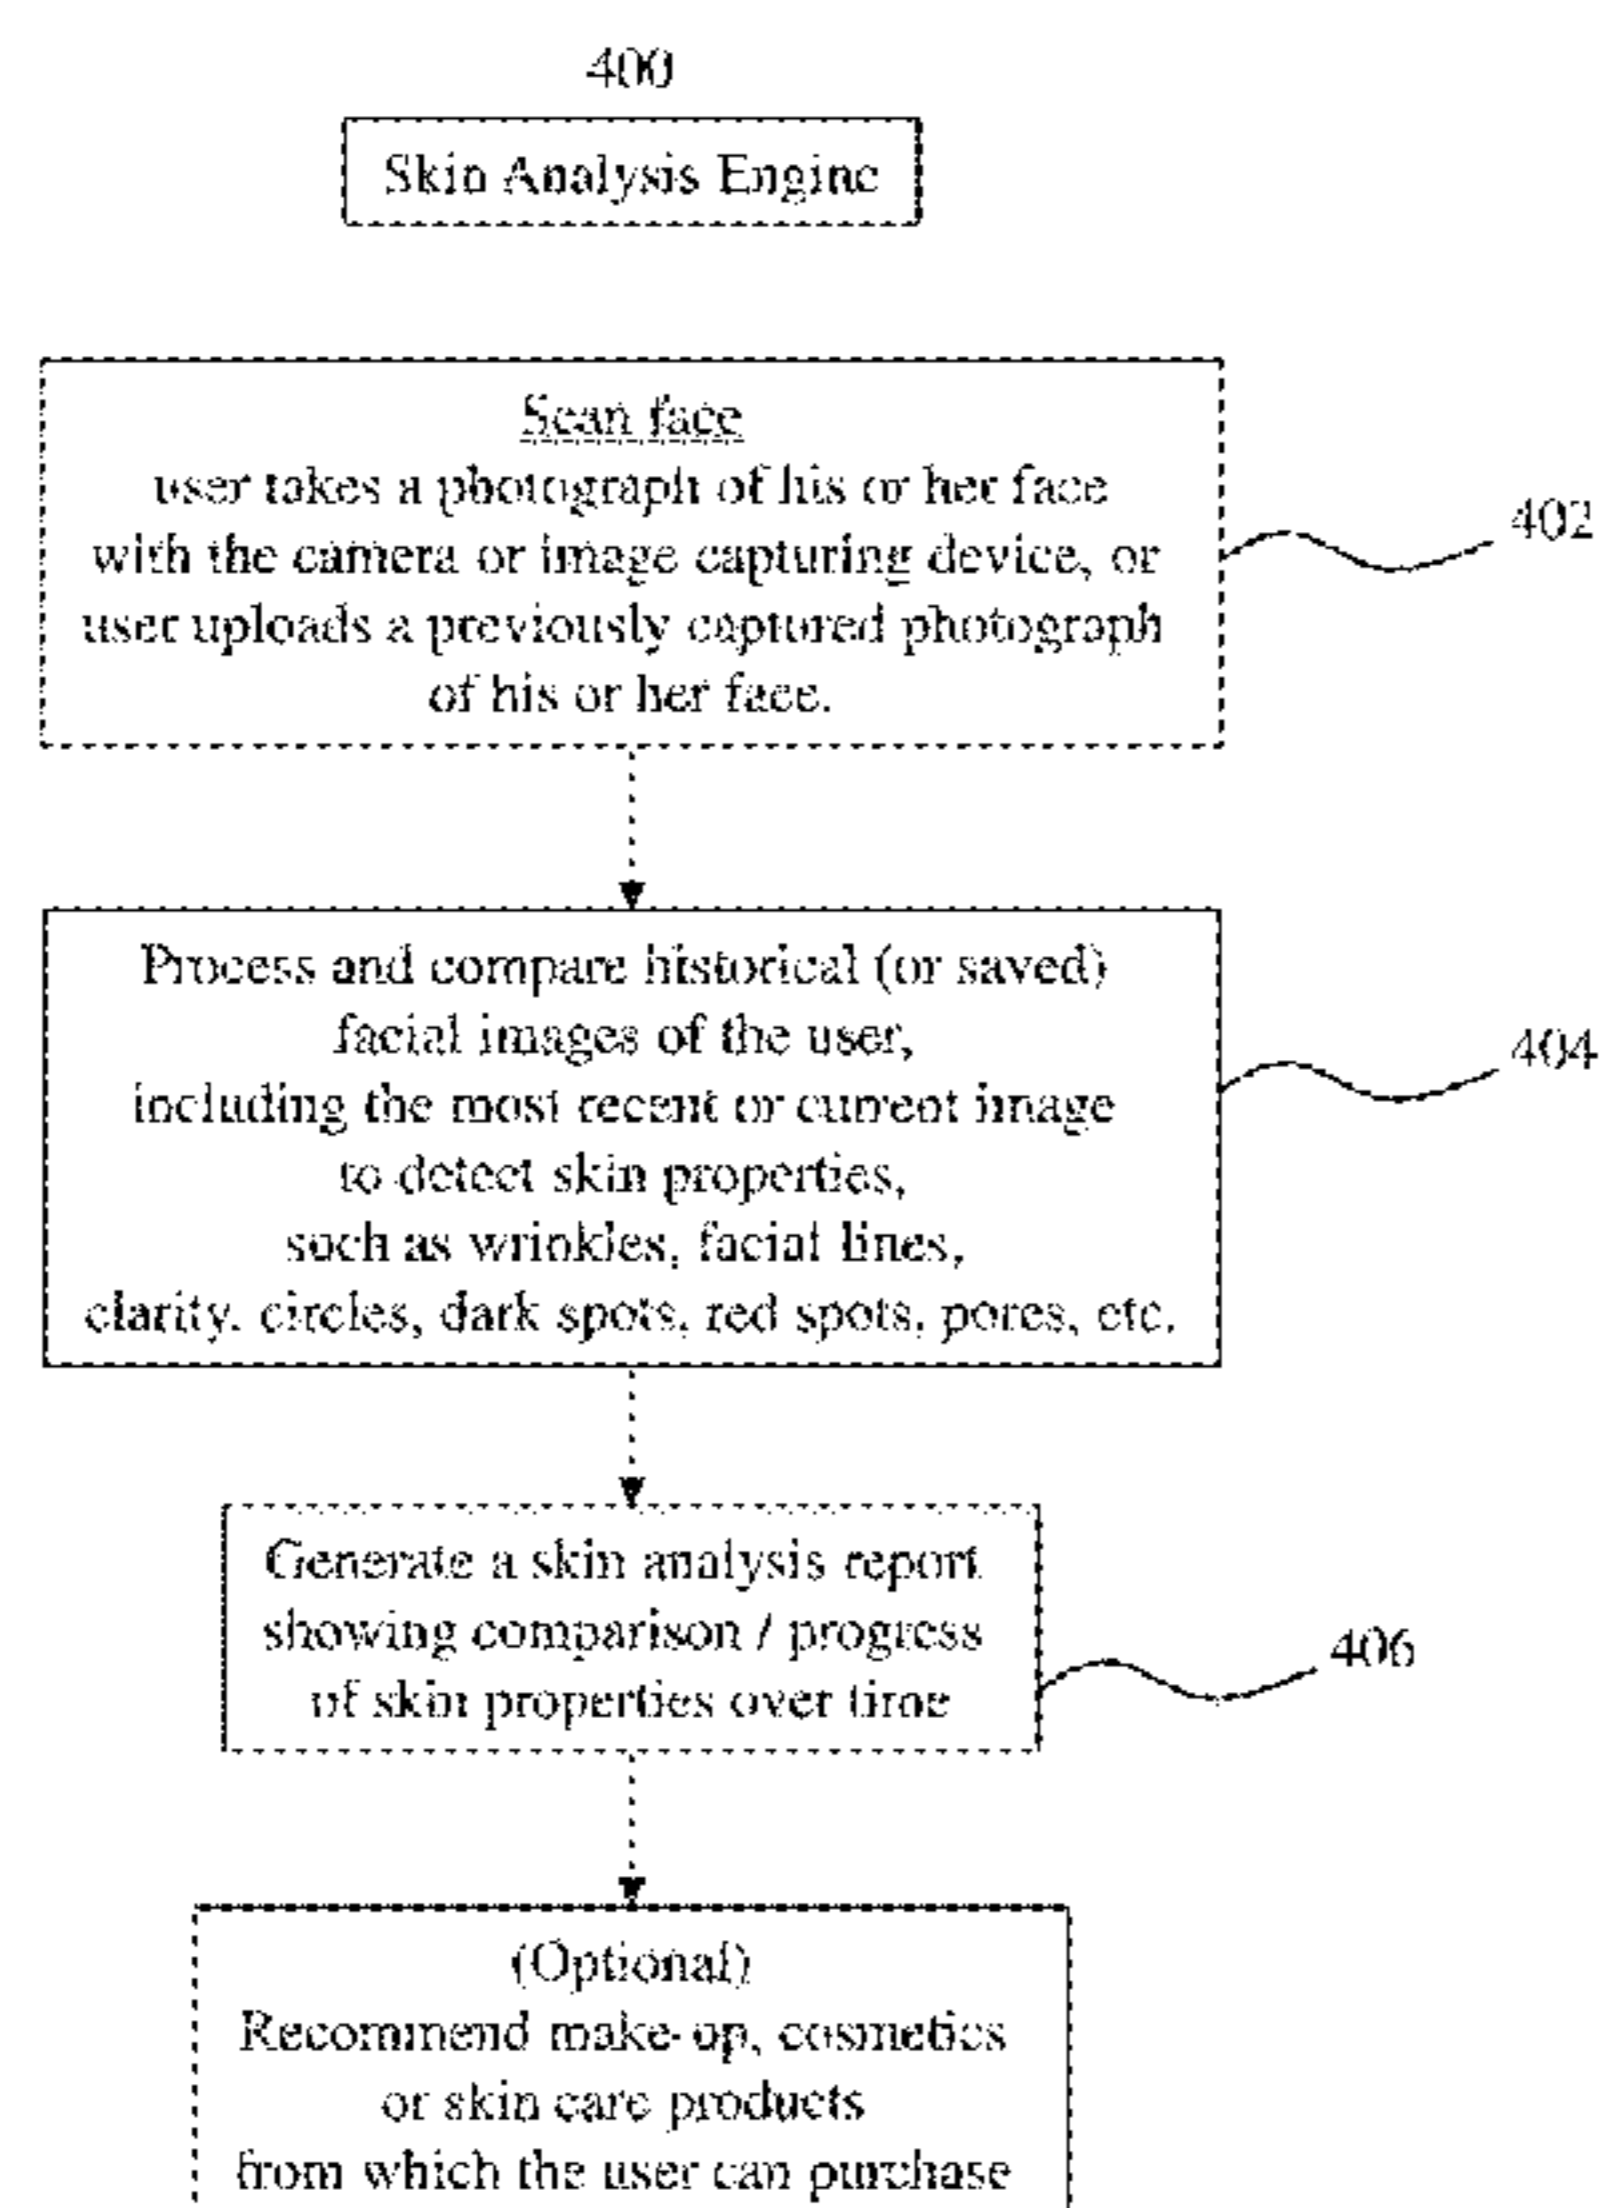 400
Skin Analysis Engine
Scan face
user takes a photograph of his or her face
with the camera or image capturing device, or
user uploads a previously captured photograph
of his or her face.
402
Process and compare historical (or saved)
facial images of the user,
including the most recent or current image
to detect skin properties,
such as wrinkles, facial lines,
clarity, circles, dark spots, red spots, pores, etc.
404
Generate a skin analysis report
showing comparison / progress
of skin properties over time
406
(Optional)
Recommend make-up, cosmetics
or skin care products
from which the user can purchase